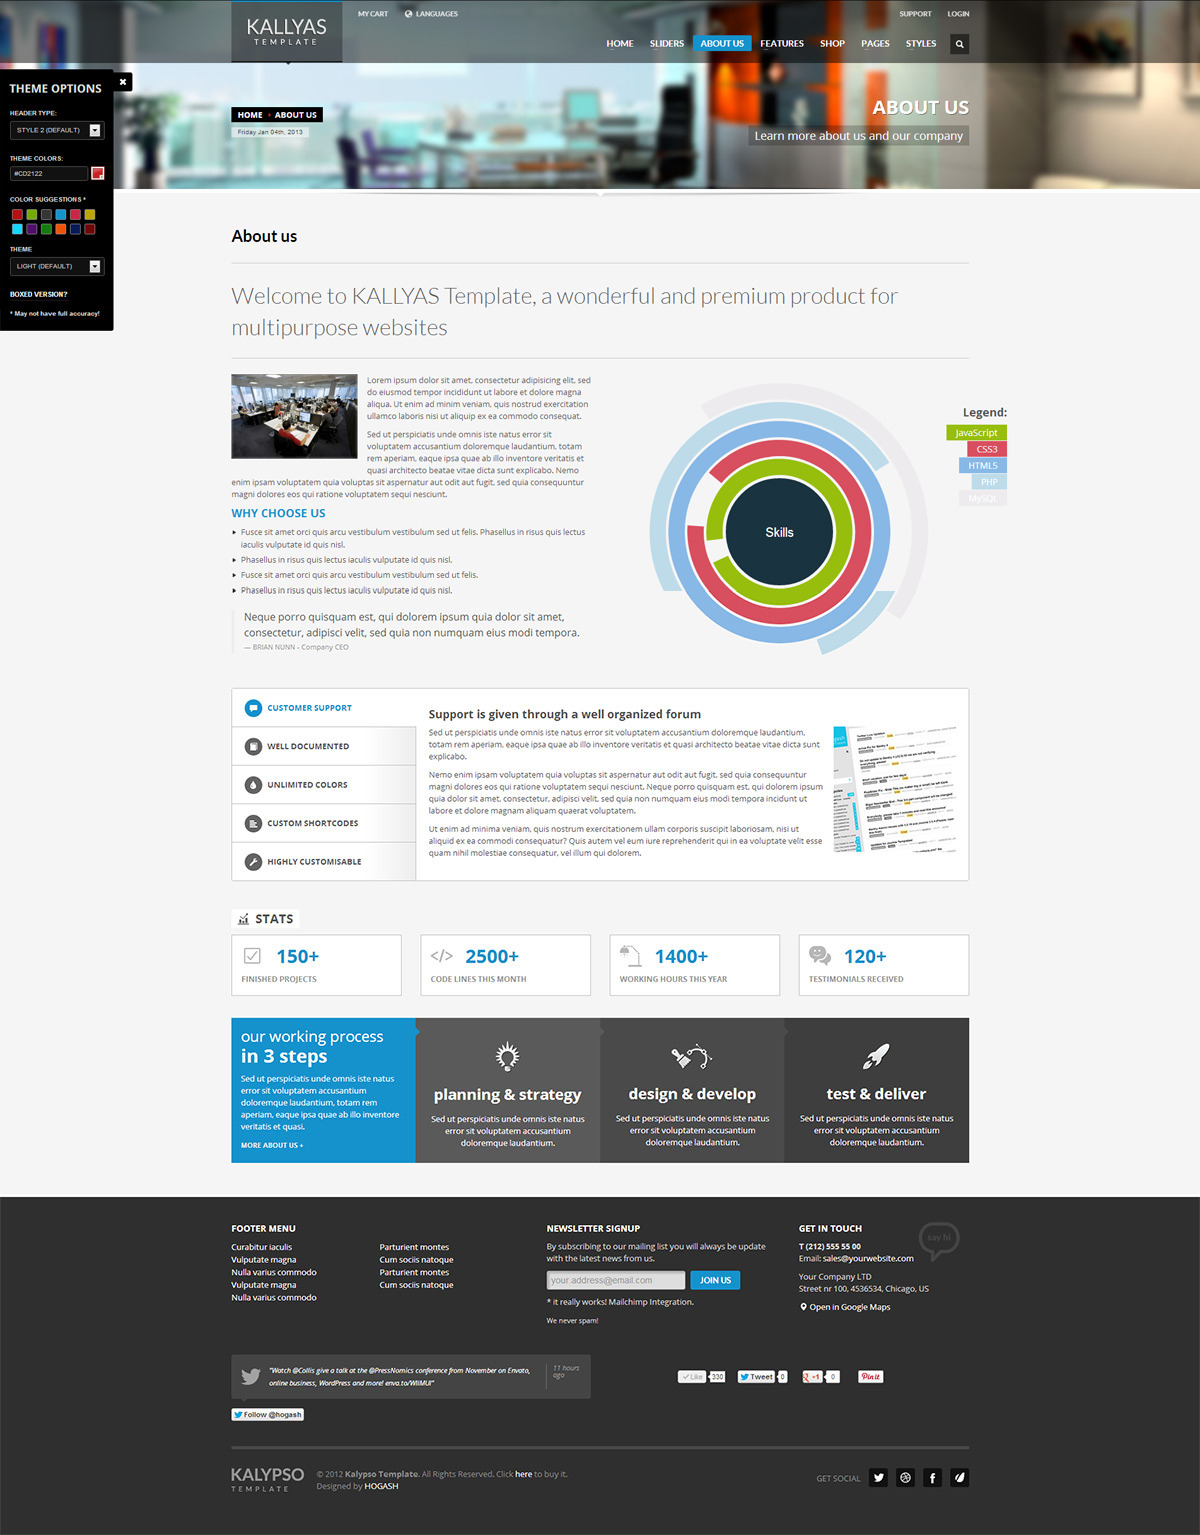 KALLYAS
TEMPLATE
MY CART
LANGUAGES
SUPPORT
LOGIN
HOME
SLIDERS
ABOUT US
FEATURES
SHOP
PAGES
STYLES
THEME OPTIONS
HEADER TYPE:
STYLE 2 (DEFAULT)
THEME COLORS:
#CD2122
COLOR SUGGESTIONS *
THEME
LIGHT (DEFAULT)
BOXED VERSION?
* May not have full accuracy!
HOME ABOUT US
Friday Jan 04th, 2013
ABOUT US
Learn more about us and our company
About us
Welcome to KALLYAS Template, a wonderful and premium product for
multipurpose websites
Lorem ipsum dolor sit amet, consectetur adipisicing elit, sed
do eiusmod tempor incididunt ut labore et dolore magna
aliqua. Ut enim ad minim veniam, quis nostrud exercitation
ullamco laboris nisi ut aliquip ex ea commodo consequat.
Sed ut perspiciatis unde omnis iste natus error sit
voluptatem accusantium doloremque laudantium, totam
rem aperiam, eaque ipsa quae ab illo inventore veritatis et
quasi architecto beatae vitae dicta sunt explicabo. Nemo
enim ipsam voluptatem quia voluptas sit aspernatur aut odit aut fugit, sed quia consequuntur
magni dolores eos qui ratione voluptatem sequi nesciunt.
WHY CHOOSE US
Fusce sit amet orci quis arcu vestibulum vestibulum sed ut felis. Phasellus in risus quis lectus
iaculis vulputate id quis nisl.
Phasellus in risus quis lectus iaculis vulputate id quis nisl.
Fusce sit amet orci quis arcu vestibulum vestibulum sed ut felis.
Phasellus in risus quis lectus iaculis vulputate id quis nisl.
Neque porro quisquam est, qui dolorem ipsum quia dolor sit amet,
consectetur, adipisci velit, sed quia non numquam eius modi tempora.
— BRIAN NUNN - Company CEO
Skills
Legend:
JavaScript
CSS3
HTML5
PHP
MySQL
CUSTOMER SUPPORT
WELL DOCUMENTED
UNLIMITED COLORS
CUSTOM SHORTCODES
HIGHLY CUSTOMISABLE
Support is given through a well organized forum
Sed ut perspiciatis unde omnis iste natus error sit voluptatem accusantium doloremque laudantium,
totam rem aperiam, eaque ipsa quae ab illo inventore veritatis et quasi architecto beatae vitae dicta sunt
explicabo.
Nemo enim ipsam voluptatem quia voluptas sit aspernatur aut odit aut fugit, sed quia consequuntur
magni dolores eos qui ratione voluptatem sequi nesciunt. Neque porro quisquam est, qui dolorem ipsum
quia dolor sit amet, consectetur, adipisci velit, sed quia non numquam eius modi tempora incidunt ut
labore et dolore magnam aliquam quaerat voluptatem.
Ut enim ad minima veniam, quis nostrum exercitationem ullam corporis suscipit laboriosam, nisi ut
aliquid ex ea commodi consequatur? Quis autem vel eum iure reprehenderit qui in ea voluptate velit esse
quam nihil molestiae consequatur, vel illum qui dolorem.
STATS
150+
FINISHED PROJECTS
2500+
CODE LINES THIS MONTH
1400+
WORKING HOURS THIS YEAR
120+
TESTIMONIALS RECEIVED
our working process
in 3 steps
Sed ut perspiciatis unde omnis iste natus
error sit voluptatem accusantium
doloremque laudantium, totam rem
aperiam, eaque ipsa quae ab illo inventore
veritatis et quasi.
MORE ABOUT US +
planning & strategy
Sed ut perspiciatis unde omnis iste natus
error sit voluptatem accusantium
doloremque laudantium.
design & develop
Sed ut perspiciatis unde omnis iste natus
error sit voluptatem accusantium
doloremque laudantium.
test & deliver
Sed ut perspiciatis unde omnis iste natus
error sit voluptatem accusantium
doloremque laudantium.
FOOTER MENU
Curabitur iaculis
Vulputate magna
Nulla varius commodo
Vulputate magna
Nulla varius commodo
Parturient montes
Cum sociis natoque
Parturient montes
Cum sociis natoque
NEWSLETTER SIGNUP
By subscribing to our mailing list you will always be update
with the latest news from us.
your.address@email.com
JOIN US
* it really works! Mailchimp Integration.
We never spam!
GET IN TOUCH
say hi
T (212) 555 55 00
Email: sales@yourwebsite.com
Your Company LTD
Street nr 100, 4536534, Chicago, US
Open in Google Maps
"Watch @Collis give a talk at the @PressNomics conference from November on Envato,
online business, WordPress and more! enva.to/WIIMUI"
11 hours
ago
Follow @hogash
Like 330
Tweet 0
+1 0
Pin it
KALYPSO
TEMPLATE
© 2012 Kalypso Template. All Rights Reserved. Click here to buy it.
Designed by HOGASH
GET SOCIAL